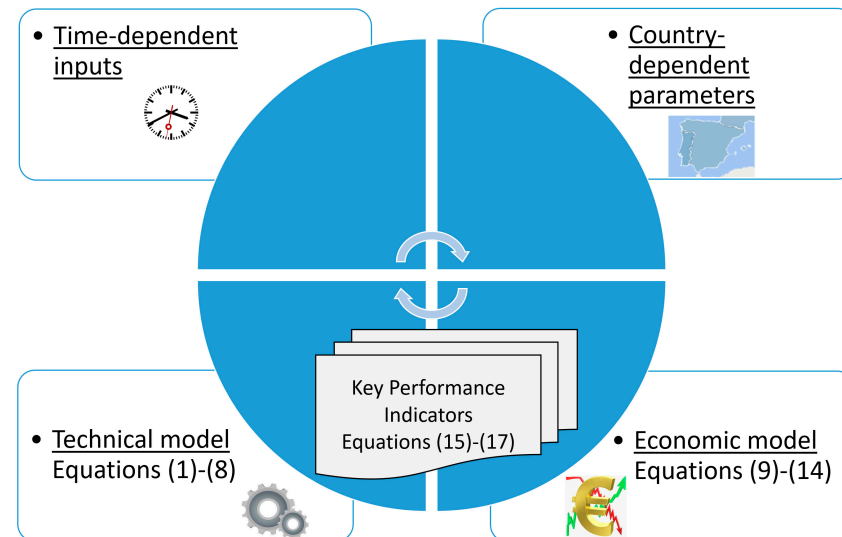 • Time-dependent
inputs
• Country-
dependent
parameters
Key Performance
Indicators
Equations (15)-(17)
• Technical model
Equations (1)-(8)
• Economic model
Equations (9)-(14)